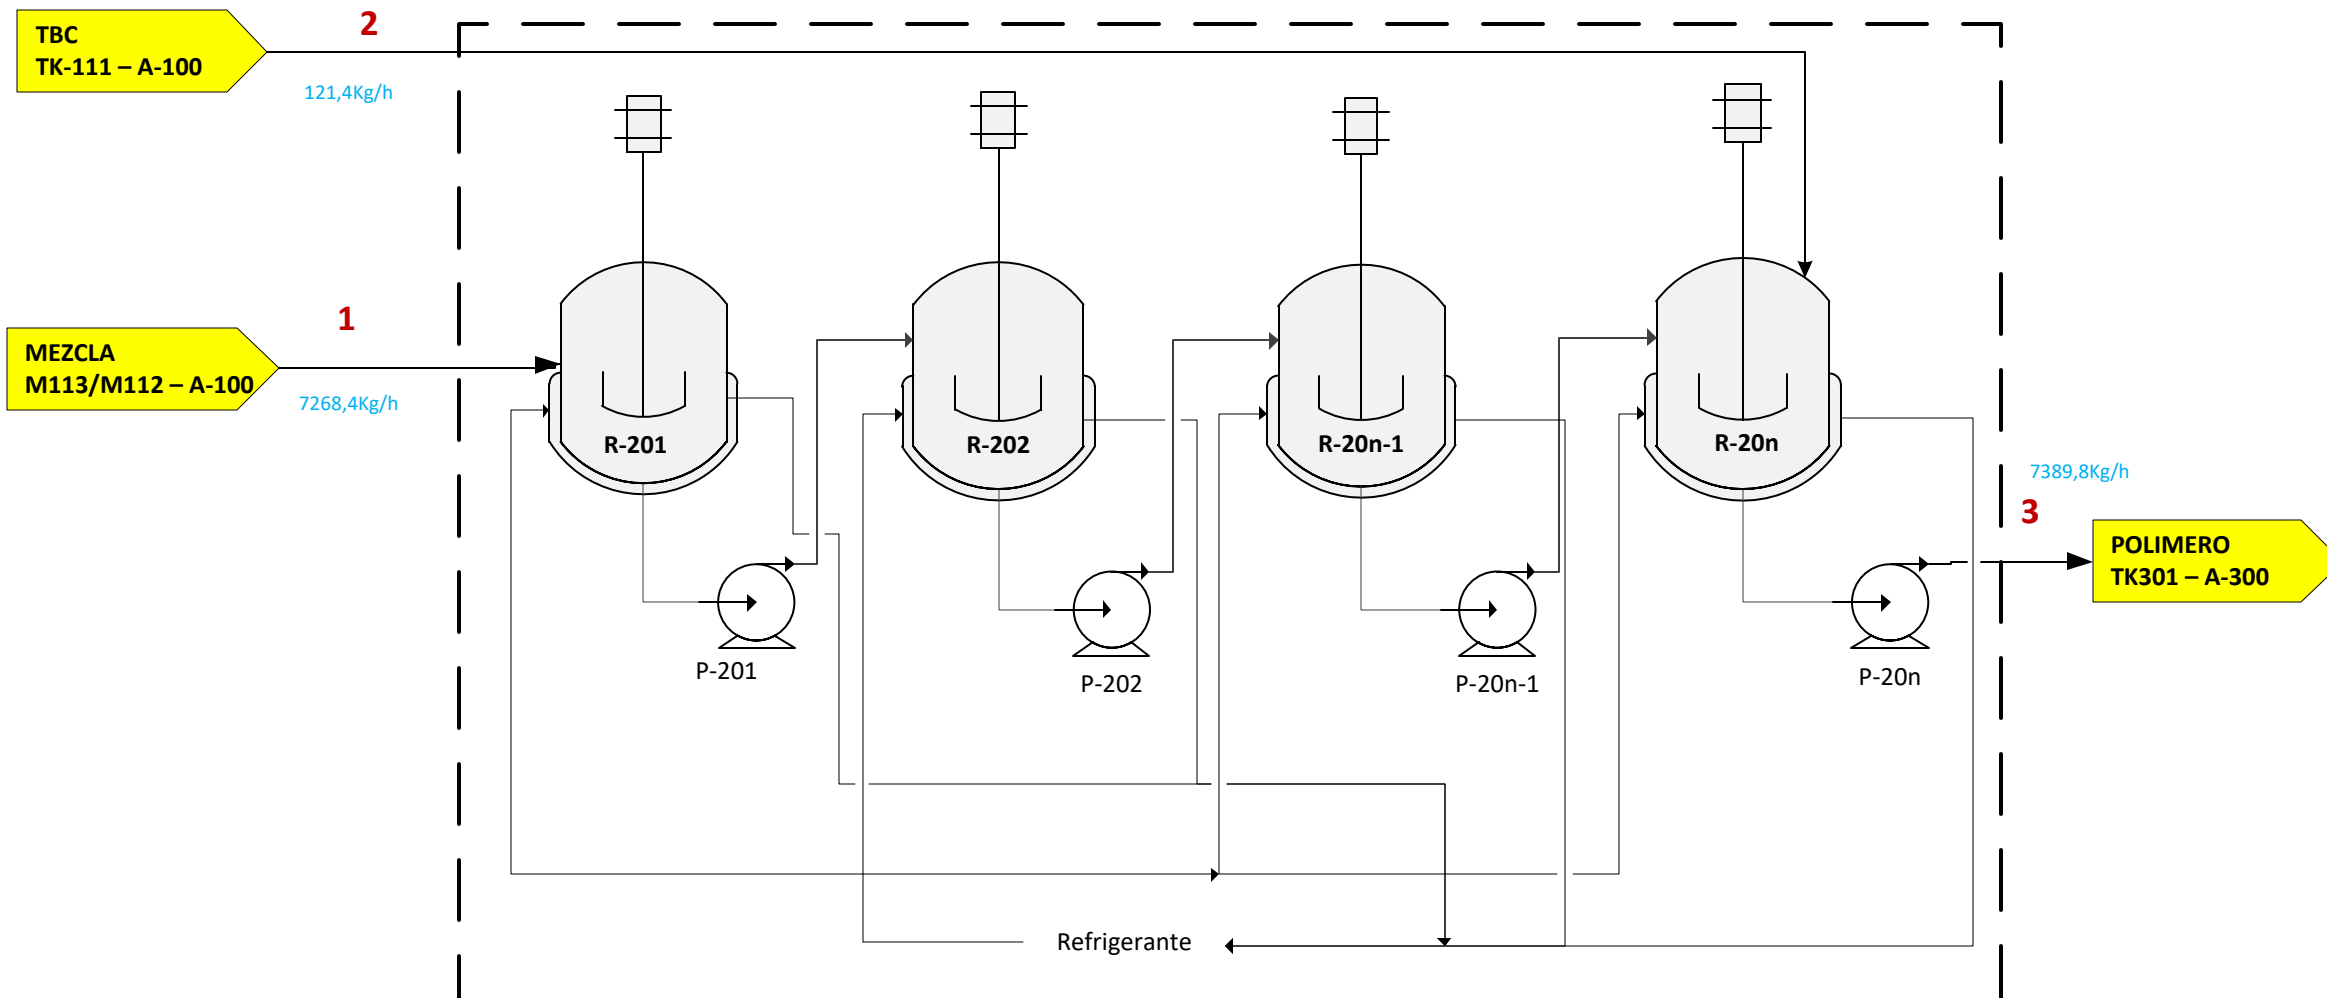 TBC
TK-111 – A-100
2
121,4Kg/h
1
MEZCLA
M113/M112 – A-100
7268,4Kg/h
R-201
R-202
R-20n-1
R-20n
7389,8Kg/h
3
POLIMERO
TK301 – A-300
P-201
P-202
P-20n-1
P-20n
Refrigerante